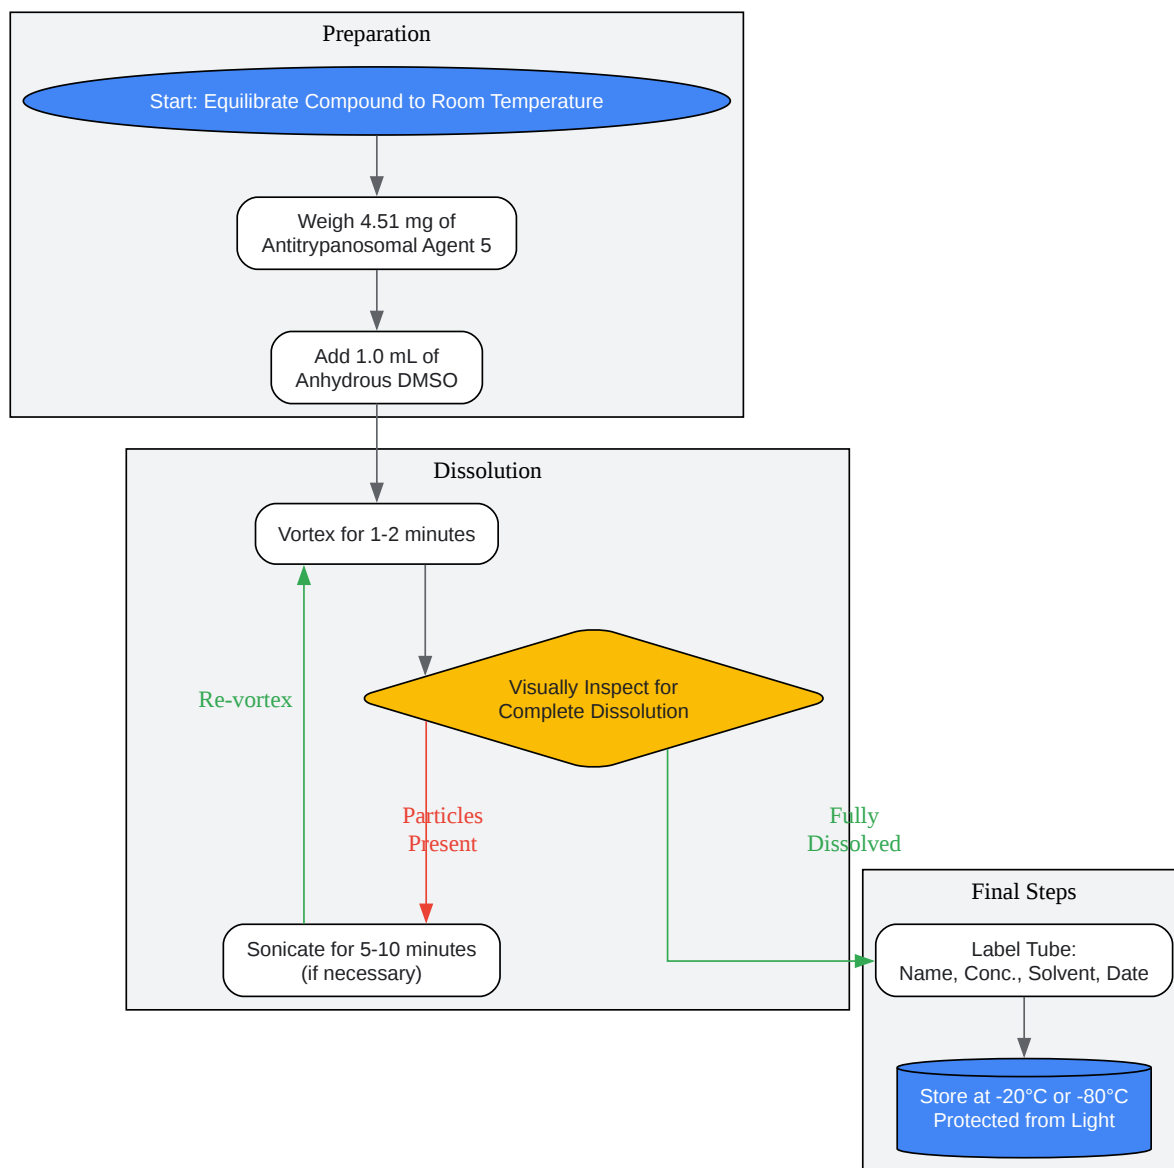 Preparation
Start: Equilibrate Compound to Room Temperature
Weigh 4.51 mg of
Antitrypanosomal Agent 5
Add 1.0 mL of
Anhydrous DMSO
Dissolution
Vortex for 1-2 minutes
Re-vortex
Visually Inspect for
Complete Dissolution
Particles
Present
Fully
Dissolved
Sonicate for 5-10 minutes
(if necessary)
Final Steps
Label Tube:
Name, Conc., Solvent, Date
Store at -20°C or -80°C
Protected from Light